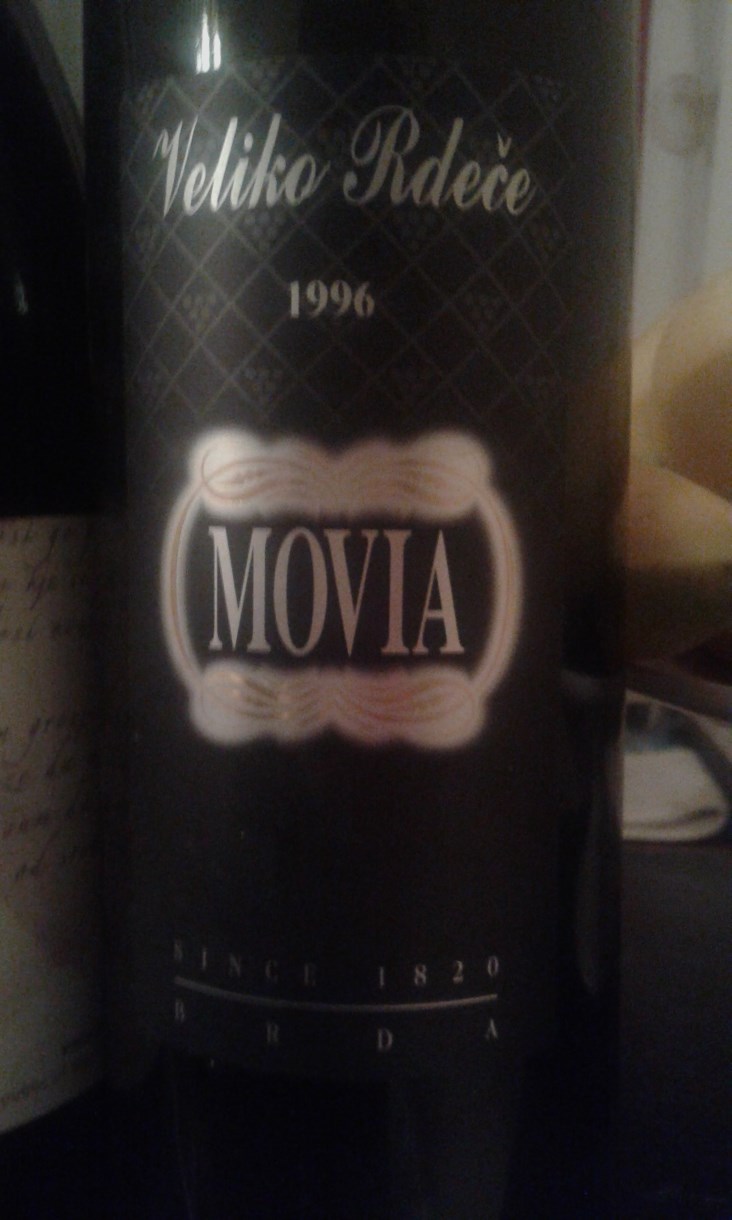 Veliko Rdeče
1996
MOVIA
SINCE 1820
BRDA